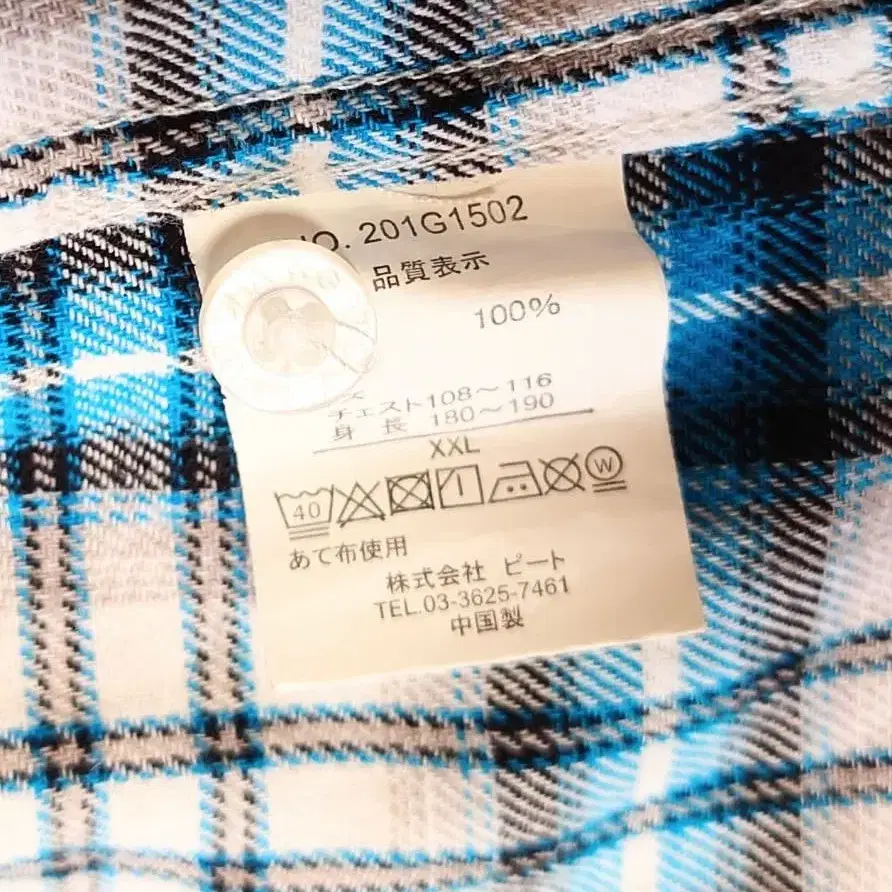 NO. 201G1502
品質表示
100%
ズ
チェスト108～116
身 長 180～190
XXL
40 W
あて布使用
株式会社 ピート
TEL.03-3625-7461
中国製